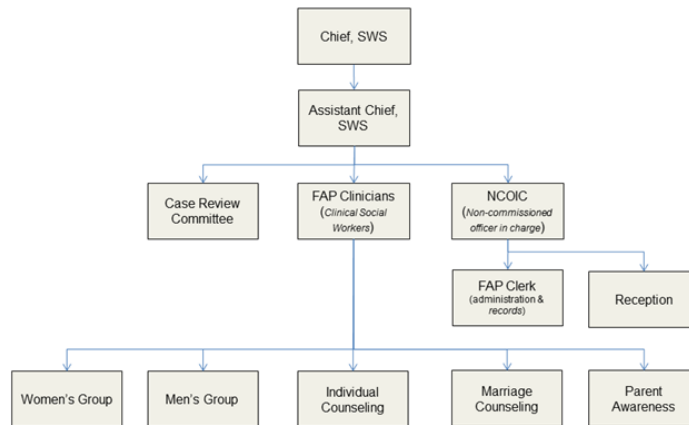 Chief, SWS
Assistant Chief,
SWS
Case Review
Committee
FAP Clinicians
(Clinical Social
Workers)
NCOIC
(Non-commissioned
officer in charge)
FAP Clerk
(administration &
records)
Reception
Women's Group
Men's Group
Individual
Counseling
Marriage
Counseling
Parent
Awareness